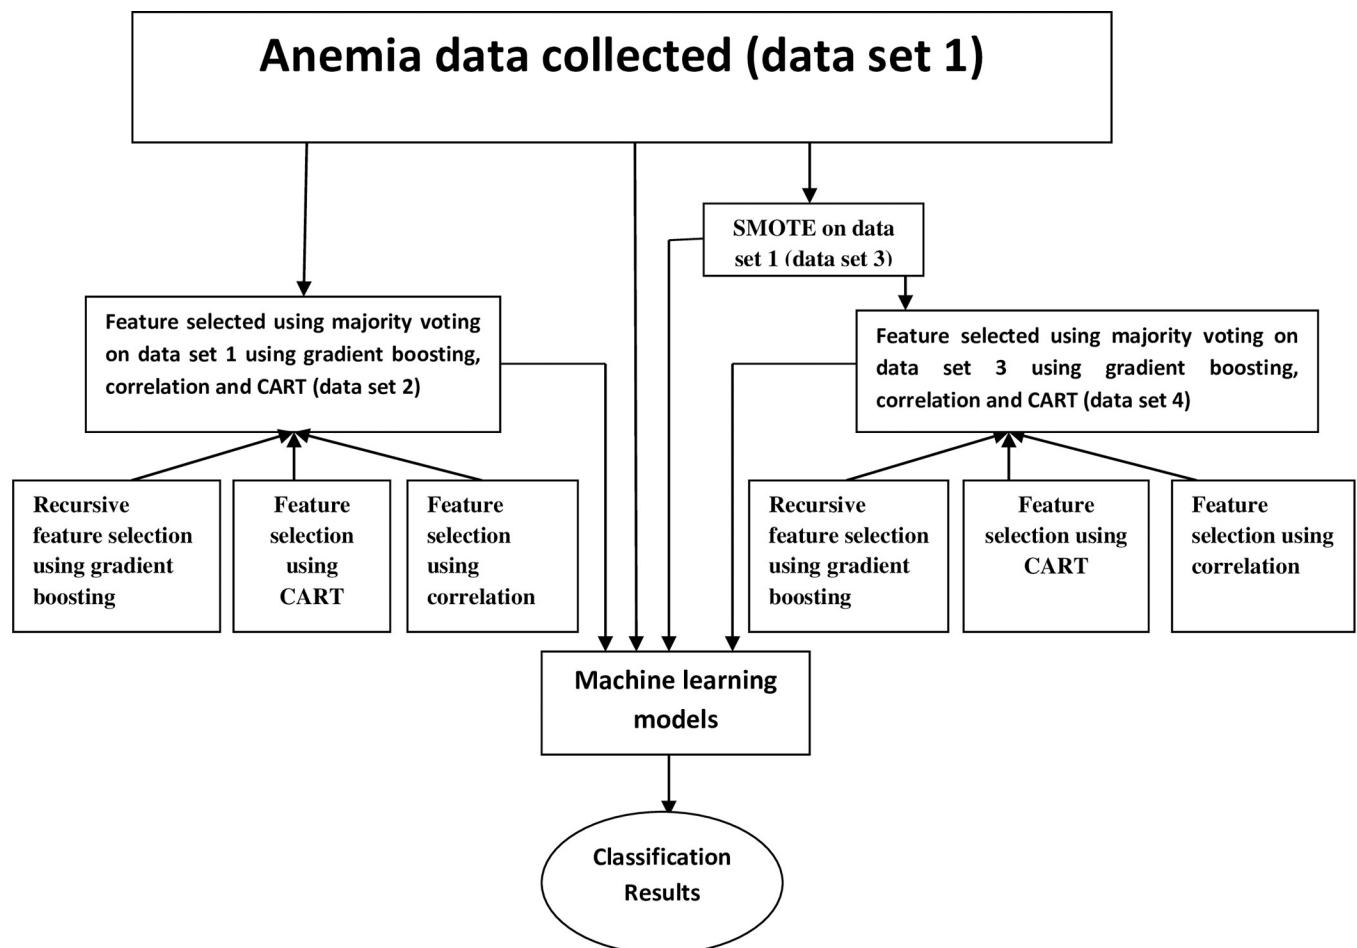 Anemia data collected (data set 1)
SMOTE on data
set 1 (data set 3)
Feature selected using majority voting
on data set 1 using gradient boosting,
correlation and CART (data set 2)
Feature selected using majority voting on
data set 3 using gradient boosting,
correlation and CART (data set 4)
Recursive
feature selection
using gradient
boosting
Feature
selection
using
CART
Feature
selection
using
correlation
Recursive
feature selection
using gradient
boosting
Feature
selection using
CART
Feature
selection using
correlation
Machine learning
models
Classification
Results